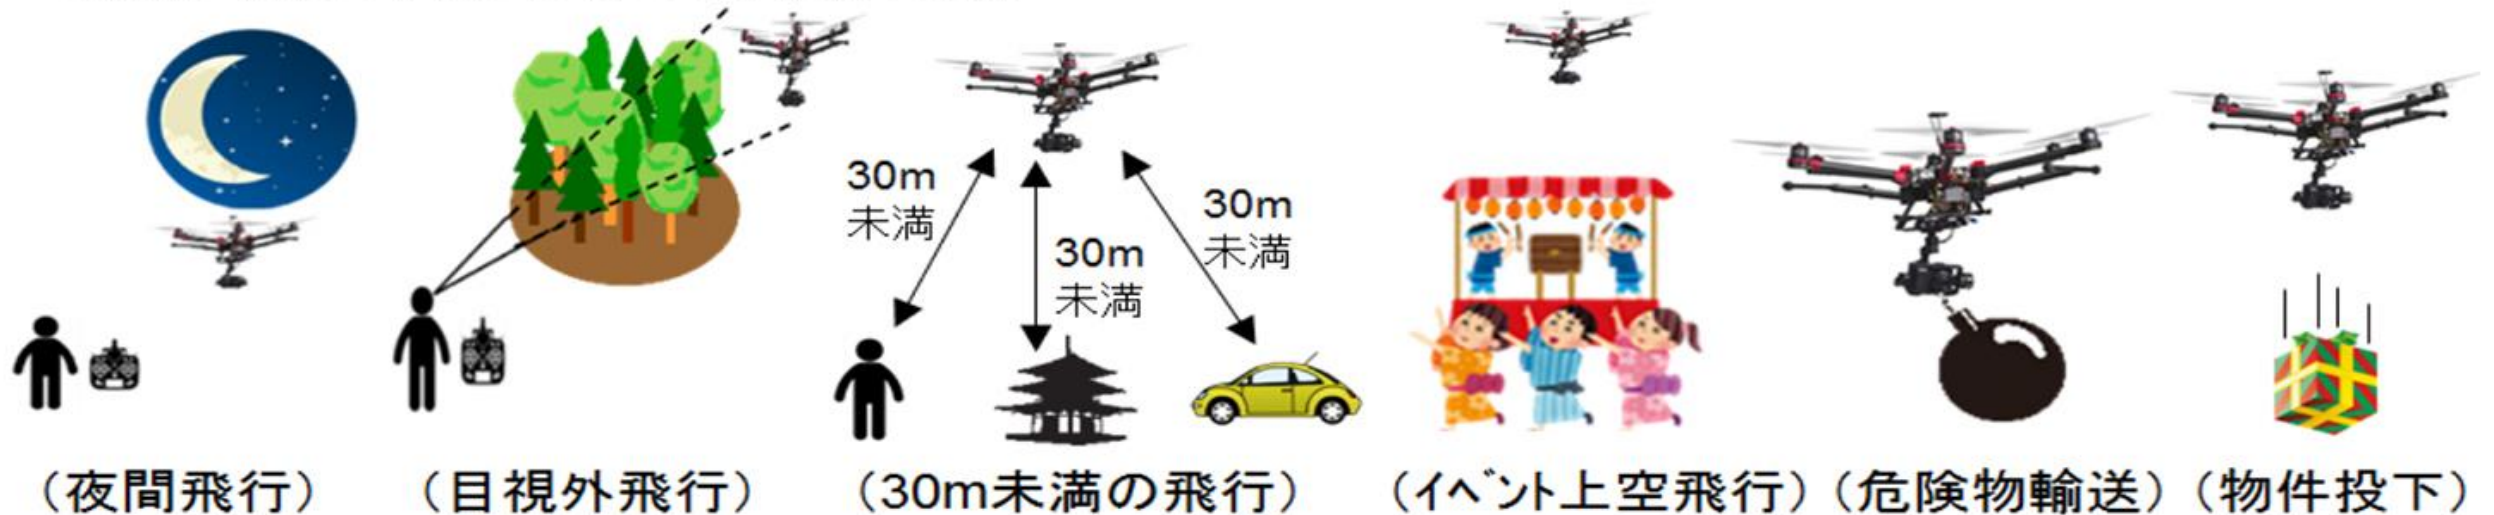 30m
未満
30m
未満
30m
未満
(夜間飛行)
(目視外飛行)
(30m未満の飛行)
(イベント上空飛行)
(危険物輸送)
(物件投下)